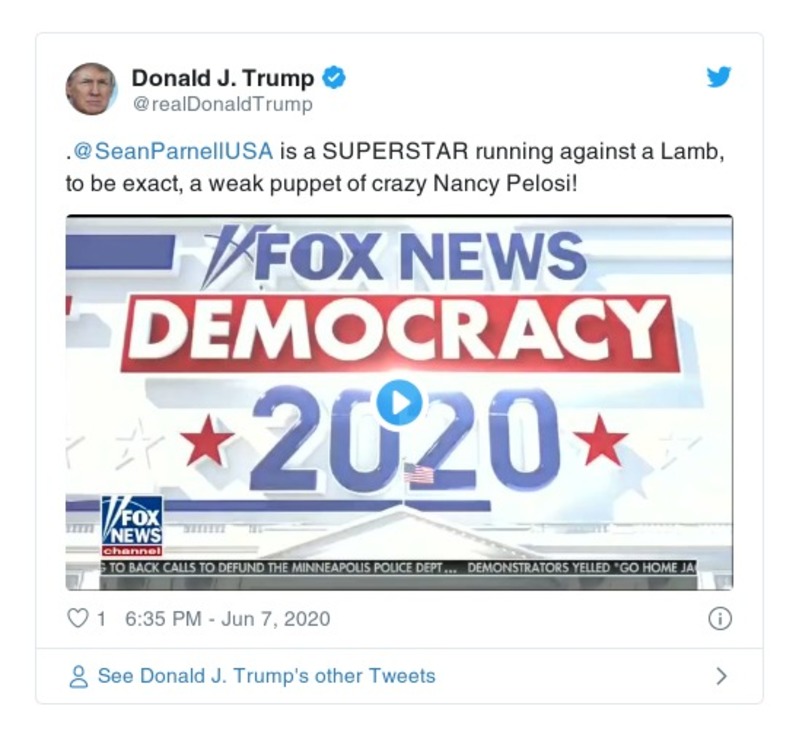 Donald J. Trump
@realDonaldTrump
.@SeanParnellUSA is a SUPERSTAR running against a Lamb,
to be exact, a weak puppet of crazy Nancy Pelosi!
FOX NEWS
DEMOCRACY
2020
FOX
NEWS
channel
G TO BACK CALLS TO DEFUND THE MINNEAPOLIS POLICE DEPT... DEMONSTRATORS YELLED "GO HOME JA
1 6:35 PM - Jun 7, 2020
See Donald J. Trump's other Tweets